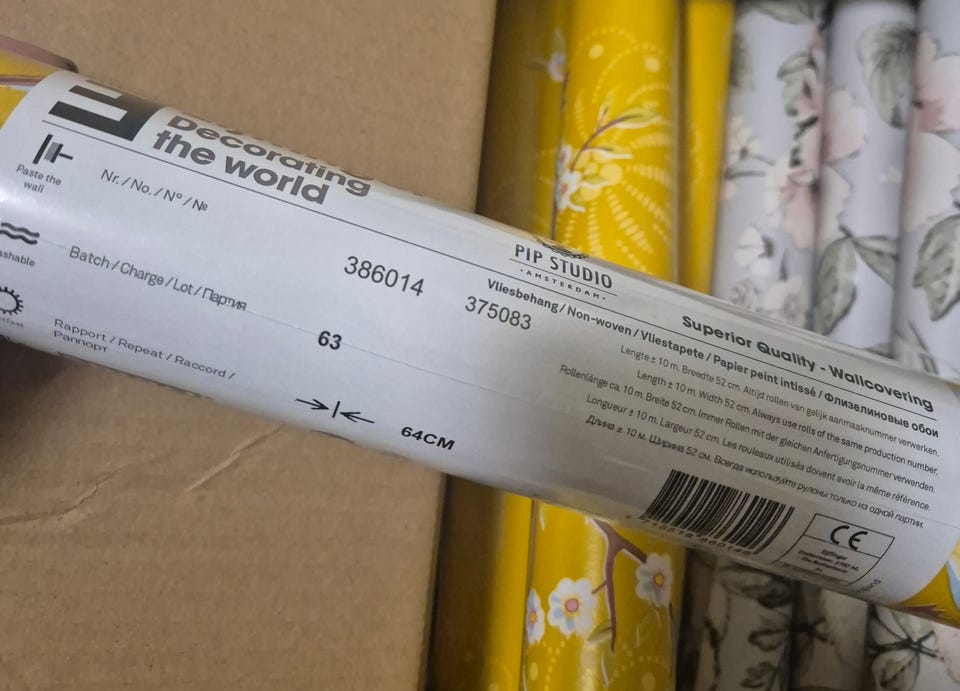 Decorating
the world
Paste the
wall
Nr. / No. / N° / №
386014
375083
Batch / Charge / Lot / Партия
63
Rapport / Repeat / Raccord /
Раппорт
64CM
PIP STUDIO
•AMSTERDAM•
Superior Quality - Wallcovering
Vliesbehang / Non-woven / Vliestapete / Papier peint intissé / Флизелиновые обои
Lengte ± 10 m. Breedte 52 cm. Altijd rollen van gelijk aanmaaknummer verwerken.
Length ± 10 m. Width 52 cm. Always use rolls of the same production number.
Rollenlänge ca. 10 m. Breite 52 cm. Immer Rollen mit der gleichen Anfertigungsnummer verwenden.
Longueur ± 10 m. Largeur 52 cm. Les rouleaux utilisés doivent avoir la même référence.
Длина ± 10 м. Ширина 52 см. Всегда используйте рулоны только из одной партии.
CE
Eijffinger
The Netherlands